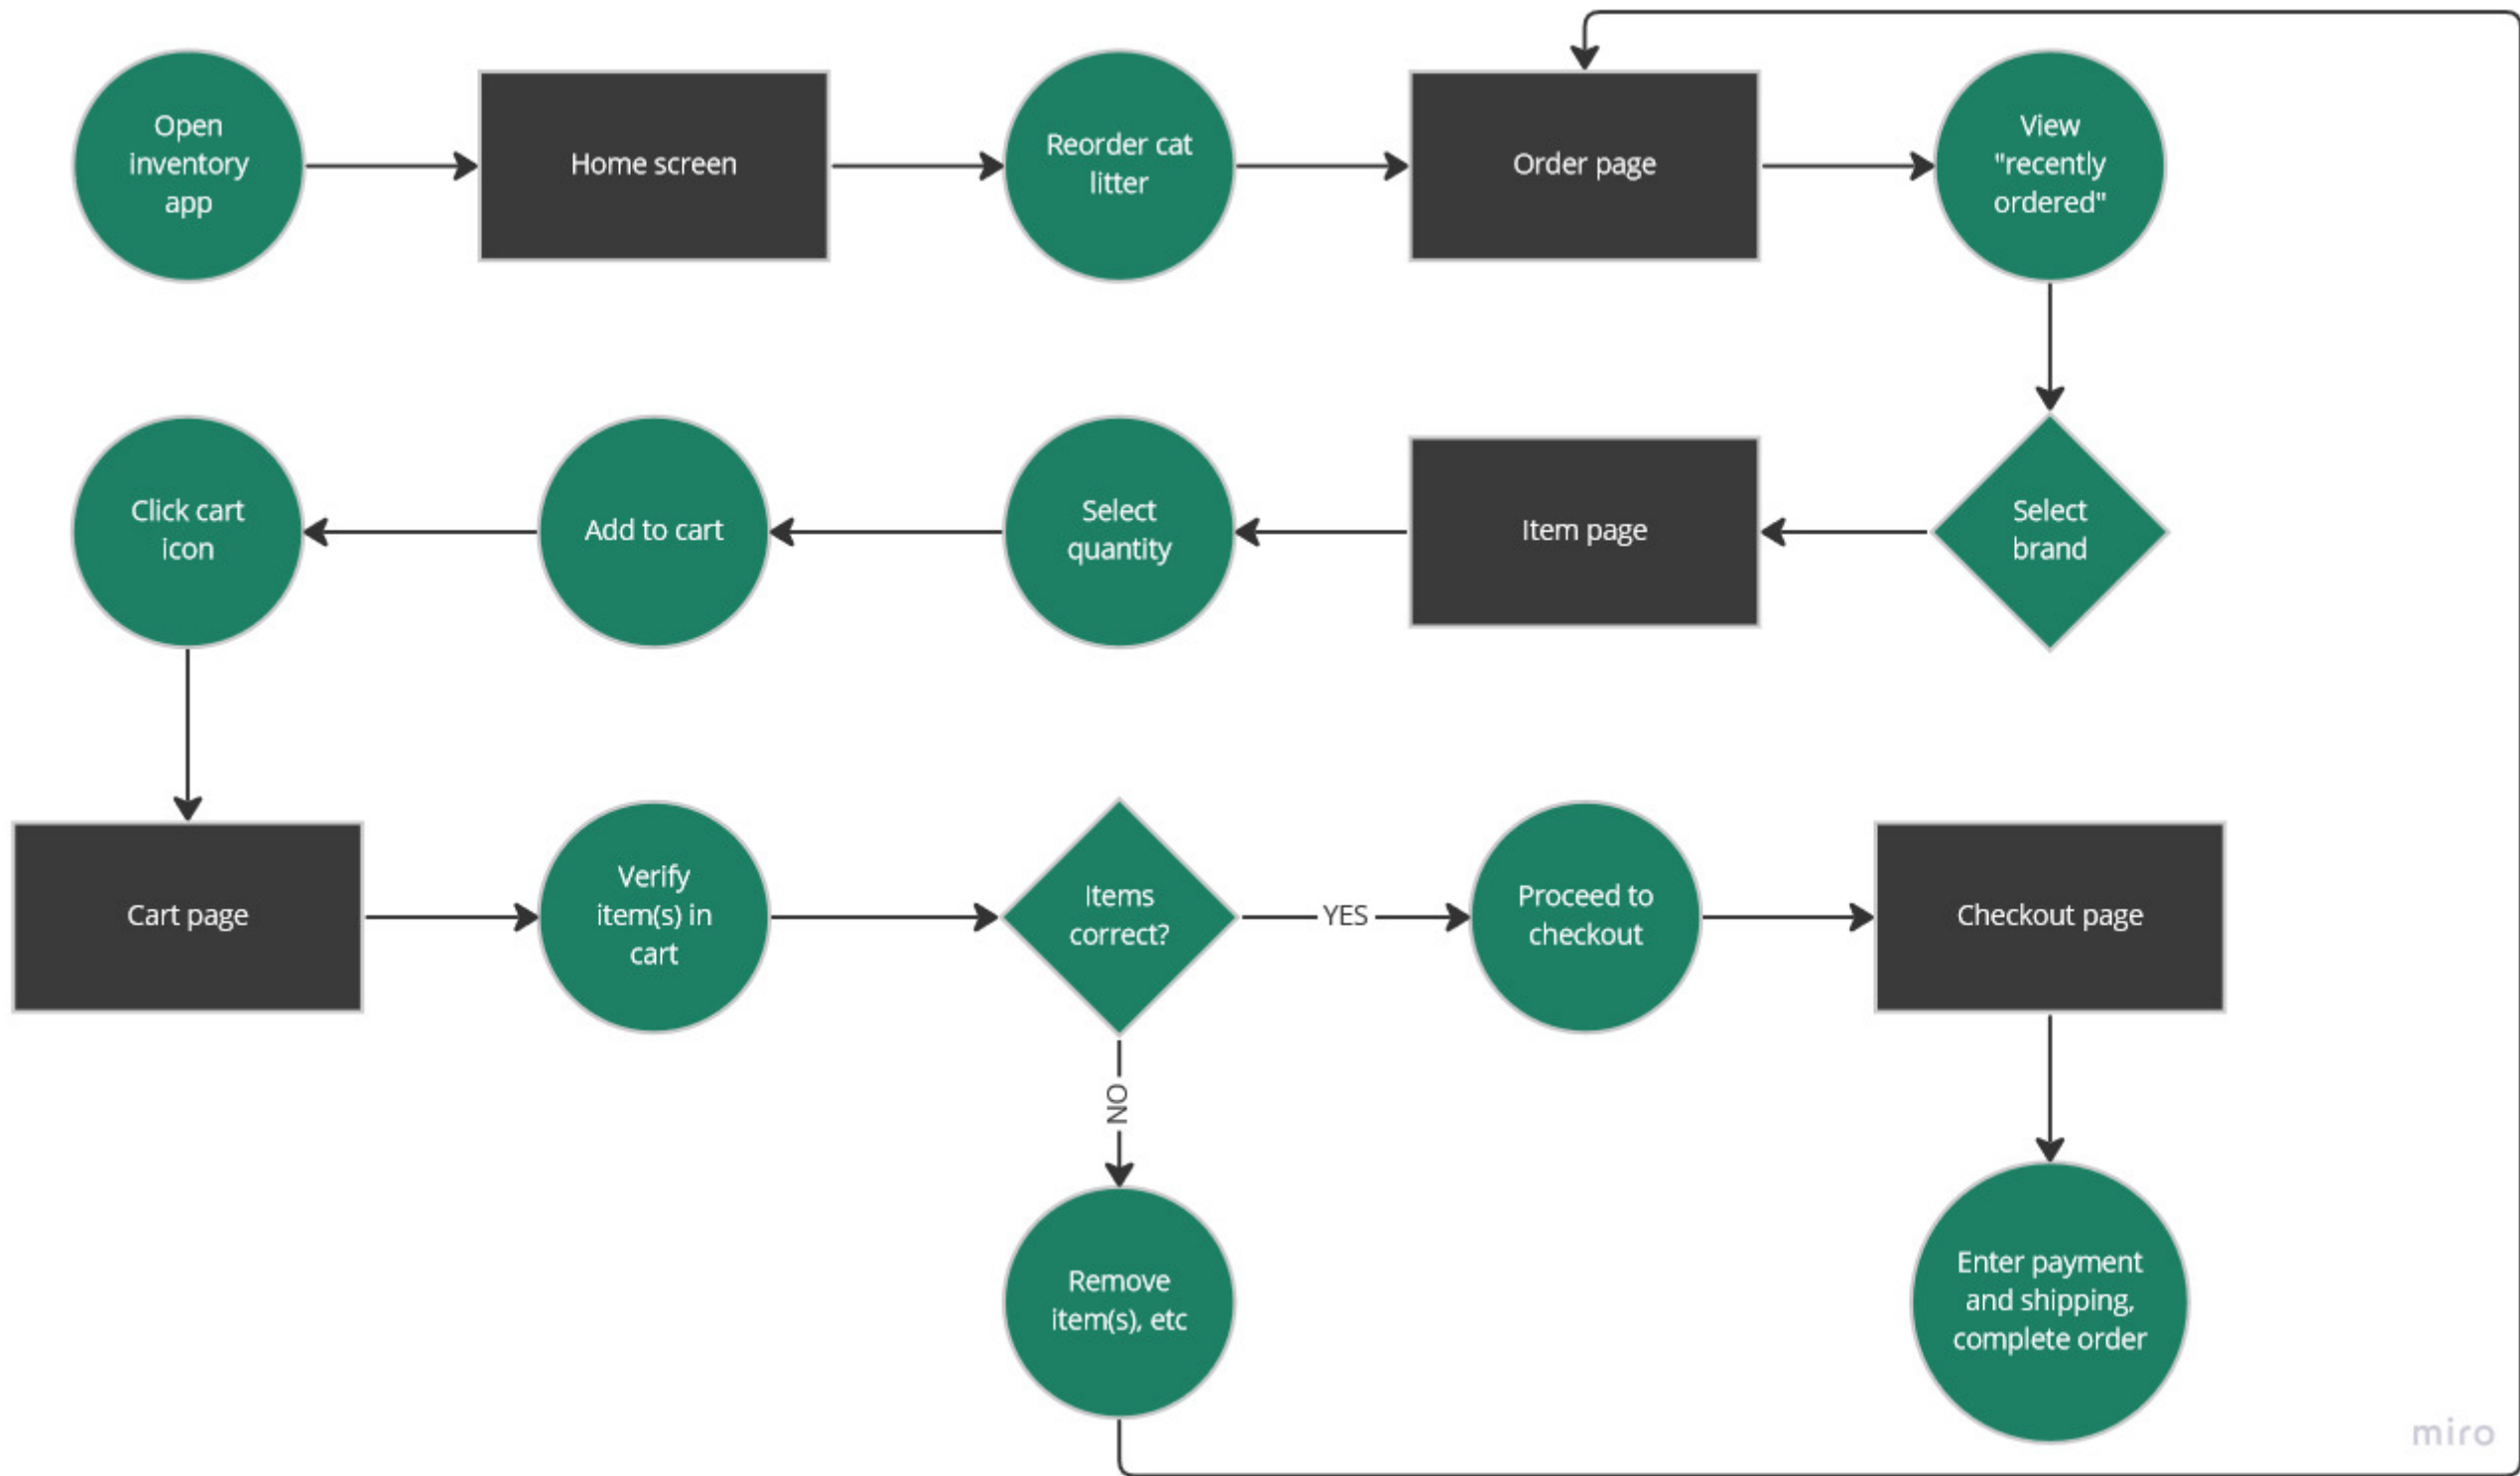 Open
inventory
app
Home screen
Reorder cat
litter
Order page
View
"recently
ordered"
Select
brand
Item page
Select
quantity
Add to cart
Click cart
icon
Cart page
Verify
item(s) in
cart
Items
correct?
YES
Proceed to
checkout
Checkout page
NO
Remove
item(s), etc
Enter payment
and shipping,
complete order
miro